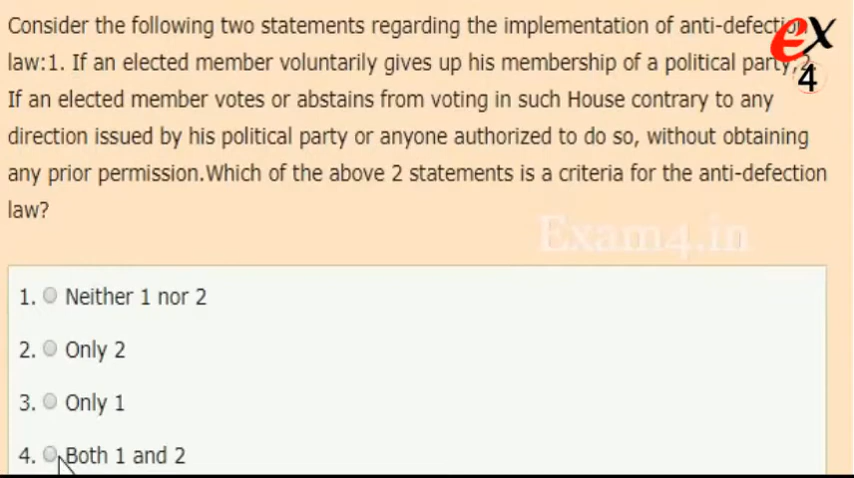 Consider the following two statements regarding the implementation of anti-defection
law:1. If an elected member voluntarily gives up his membership of a political party,2.
If an elected member votes or abstains from voting in such House contrary to any
direction issued by his political party or anyone authorized to do so, without obtaining
any prior permission.Which of the above 2 statements is a criteria for the anti-defection
law?
ex
4
Exam4.in
1. Neither 1 nor 2
2. Only 2
3. Only 1
4. Both 1 and 2